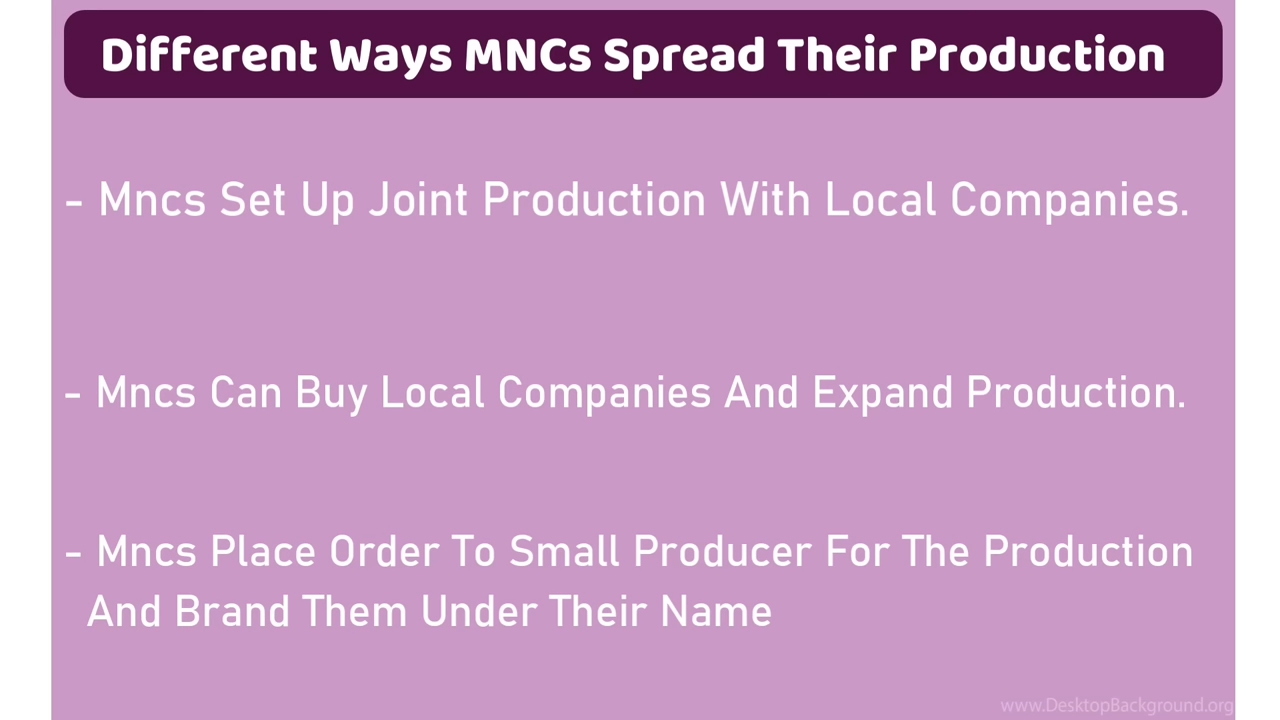 Different Ways MNCs Spread Their Production
- Mncs Set Up Joint Production With Local Companies.
- Mncs Can Buy Local Companies And Expand Production.
- Mncs Place Order To Small Producer For The Production
And Brand Them Under Their Name
www.DesktopBackground.org